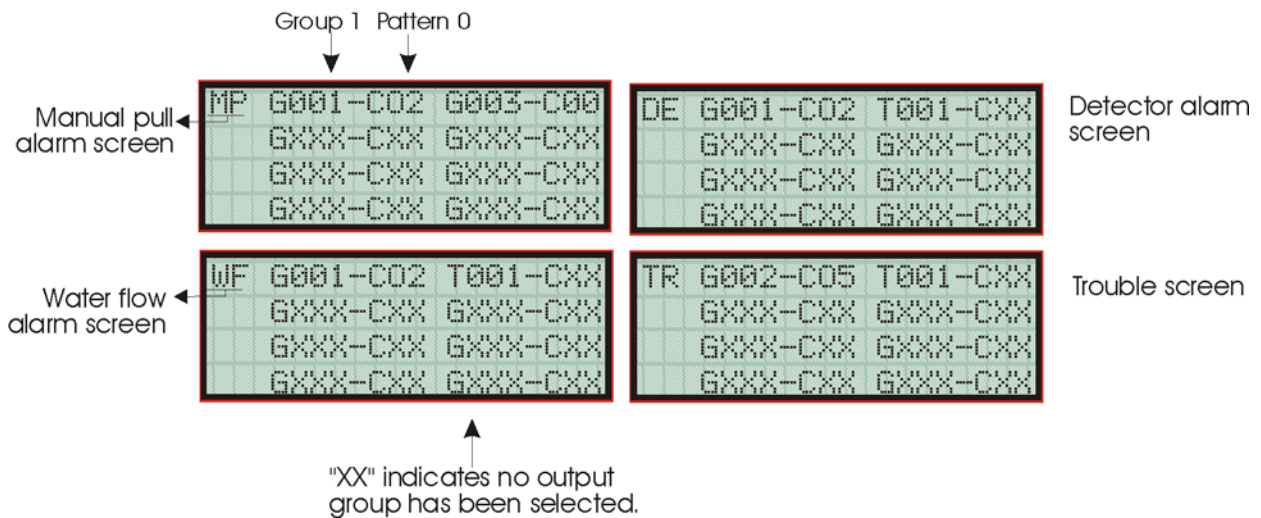 Group 1 Pattern 0
Manual pull
alarm screen
MP G001-CO2 G003-C00
GXXX-CXX GXXX-CXX
GXXX-CXX GXXX-CXX
GXXX-CXX GXXX-CXX
DE G001-CO2 T001-CXX
GXXX-CXX GXXX-CXX
GXXX-CXX GXXX-CXX
GXXX-CXX GXXX-CXX
Detector alarm
screen
Water flow
alarm screen
WF G001-CO2 T001-CXX
GXXX-CXX GXXX-CXX
GXXX-CXX GXXX-CXX
GXXX-CXX GXXX-CXX
TR G002-CO5 T001-CXX
GXXX-CXX GXXX-CXX
GXXX-CXX GXXX-CXX
GXXX-CXX GXXX-CXX
Trouble screen
"XX" indicates no output
group has been selected.